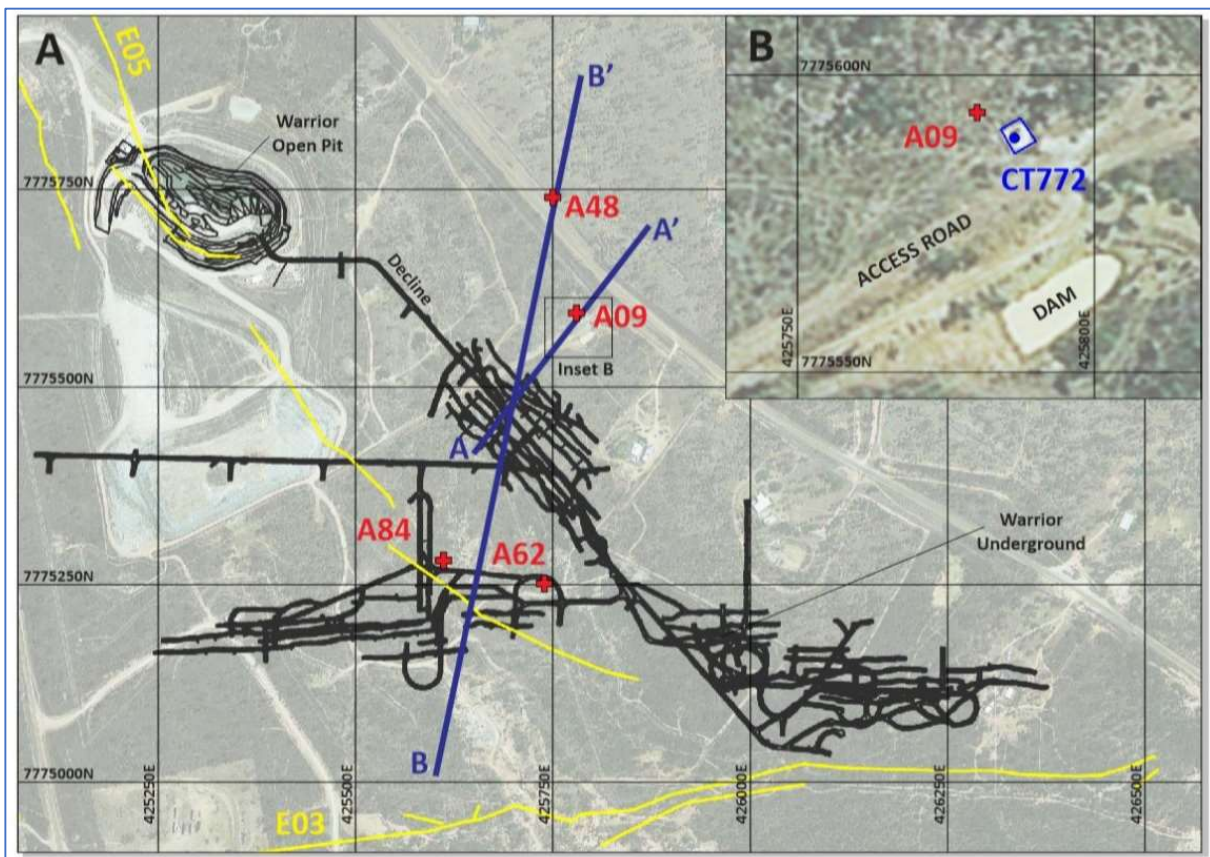 A
E05
B'
Warrior
Open Pit
7775750N
A48
A'
Decline
A09
Inset B
7775500N
A
A84
A62
Warrior
Underground
7775250N
B
7775000N
425250E
425500E
425750E
426000E
426250E
426500E
E03
B
7775600N
A09
CT772
ACCESS ROAD
DAM
425750E
425800E
7775550N